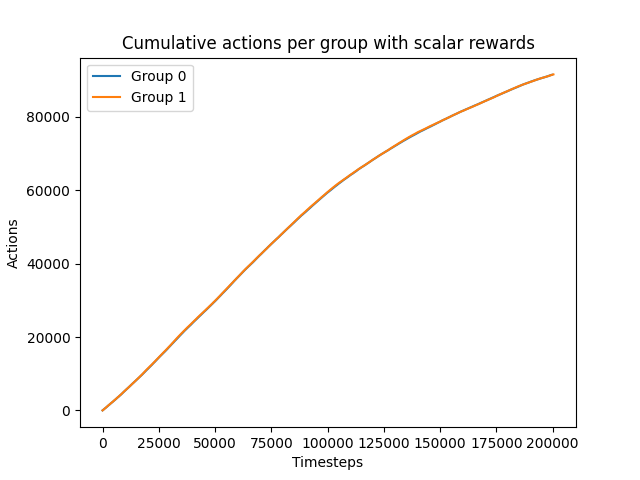 Cumulative actions per group with scalar rewards
Group 0
Group 1
Actions
80000
60000
40000
20000
0
0 25000 50000 75000 100000 125000 150000 175000 200000
Timesteps